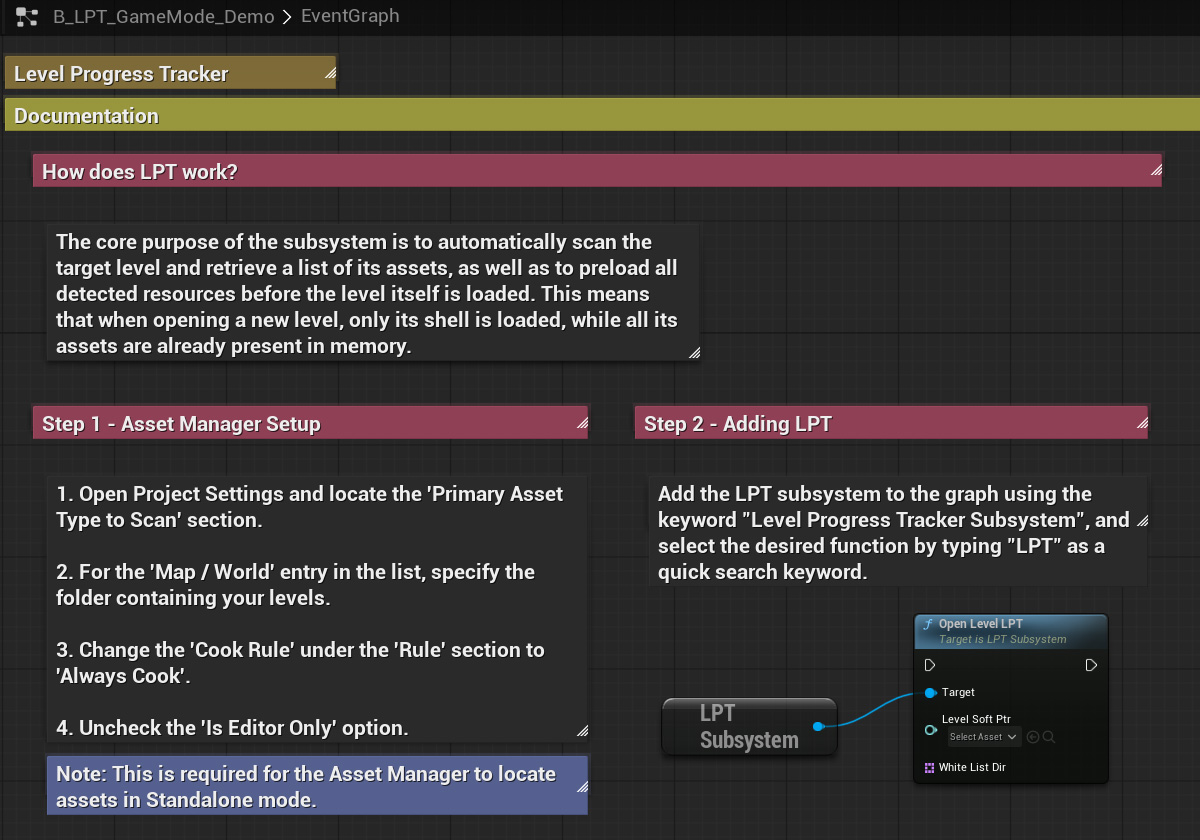 B_LPT_GameMode_Demo > EventGraph
Level Progress Tracker
Documentation
How does LPT work?
The core purpose of the subsystem is to automatically scan the
target level and retrieve a list of its assets, as well as to preload all
detected resources before the level itself is loaded. This means
that when opening a new level, only its shell is loaded, while all its
assets are already present in memory.
Step 1 - Asset Manager Setup
1. Open Project Settings and locate the 'Primary Asset
Type to Scan' section.
2. For the 'Map / World' entry in the list, specify the
folder containing your levels.
3. Change the 'Cook Rule' under the 'Rule' section to
'Always Cook'.
4. Uncheck the 'Is Editor Only' option.
Note: This is required for the Asset Manager to locate
assets in Standalone mode.
Step 2 - Adding LPT
Add the LPT subsystem to the graph using the
keyword "Level Progress Tracker Subsystem", and
select the desired function by typing "LPT" as a
quick search keyword.
LPT
Subsystem
Open Level LPT
Target is LPT Subsystem
Target
Level Soft Ptr
Select Asset
White List Dir